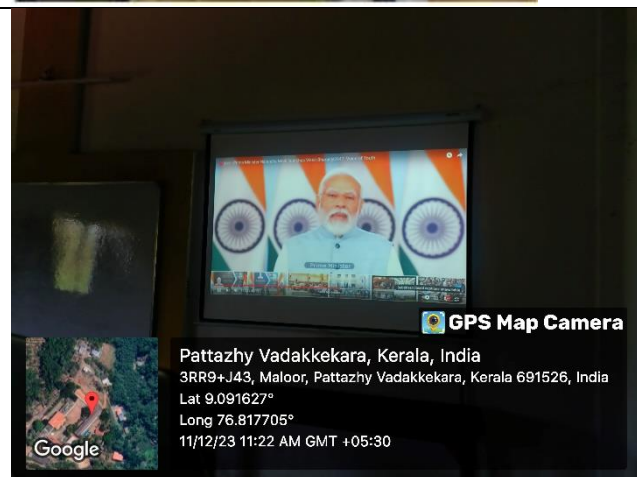 GPS Map Camera
Pattazhy Vadakkekara, Kerala, India
3RR9+J43, Maloor, Pattazhy Vadakkekara, Kerala 691526, India
Lat 9.091627°
Long 76.817705°
11/12/23 11:22 AM GMT +05:30
Google